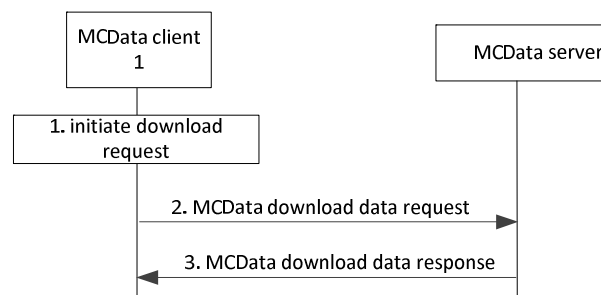 MCData client
1
MCData server
1. initiate download
request
2. MCData download data request
3. MCData download data response